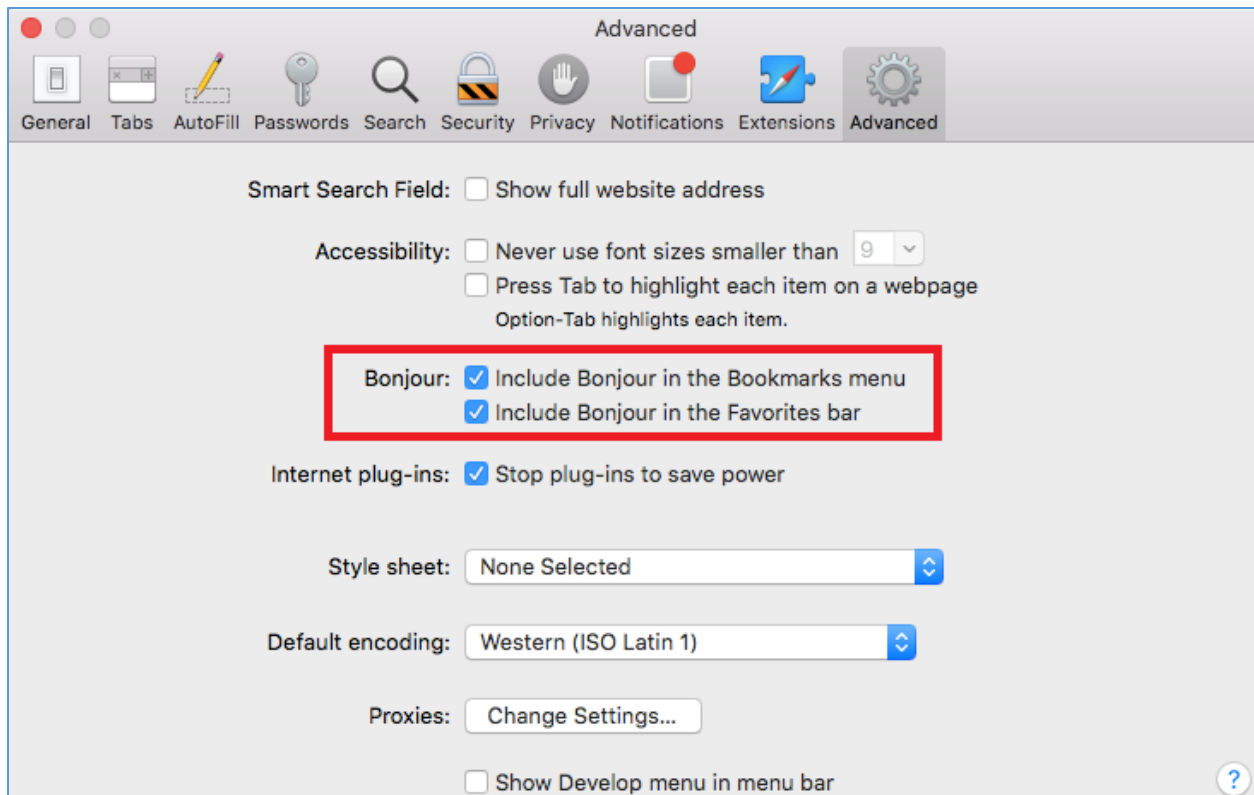 Advanced
General Tabs AutoFill Passwords Search Security Privacy Notifications Extensions Advanced
Smart Search Field: Show full website address
Accessibility: Never use font sizes smaller than 9
Press Tab to highlight each item on a webpage
Option-Tab highlights each item.
Bonjour: Include Bonjour in the Bookmarks menu
Include Bonjour in the Favorites bar
Internet plug-ins: Stop plug-ins to save power
Style sheet: None Selected
Default encoding: Western (ISO Latin 1)
Proxies: Change Settings...
Show Develop menu in menu bar
?